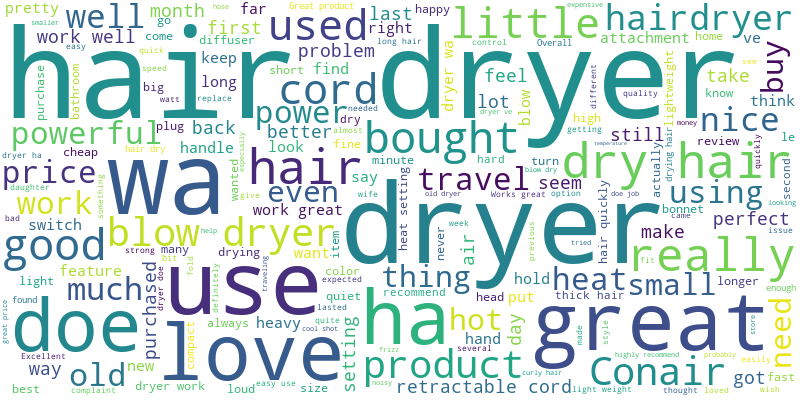 hair dryer
dryer
wa
use
love
doe
ha
great
hair
dry hair
really
blow dryer
bought
little
hairdryer
used
well
cord
power
powerful
product
Conair
good
work
price
nice
buy
using
travel
need
small
heat
hot
thing
much
old
even
retractable cord
pretty
month
work well
first
far
last
happy
right
long hair
control
Overall
expensive
smaller
easy
hose
Great product
go
quick
come
diffuser
problem
attachment
home
ve
see
purchase
bathroom
speed
watt
replace
keep
big
long
short
find
needed
dryer wa
feel
lot
blow
high
getting
different
quality
lightweight
take
know
think
plug
back
better
dry
dryer ve
almost
fine
hair dry
especially
handle
look
minute
hard
turn
still
actually
drying hair
review
money
quickly
le
second
dryer ha
cheap
daughter
something
wanted
give
say
wife
seem
temperature
blow dry
looking
old dryer
doe job
bonnet
came
issue
perfect
bad
switch
strong
many
help
work great
heat setting
Works great
option
never
week
air
previous
tried
hair quickly
make
fit
feature
bit
drying
want
item
light
dryer doe
fold
definitely
traveling
color
expected
quiet
recommend
hold
longer
enough
great price
found
purchased
compact
always
heavy
lasted
quite
cool shot
setting
head
put
day
thick hair
made
style
store
Excellent
way
new
hand
several
frizz
noisy
curly hair
highly recommend
probably
easily
got
fast
best
complaint
dryer work
loud
easy use
size
light weight
thought
loved
wish